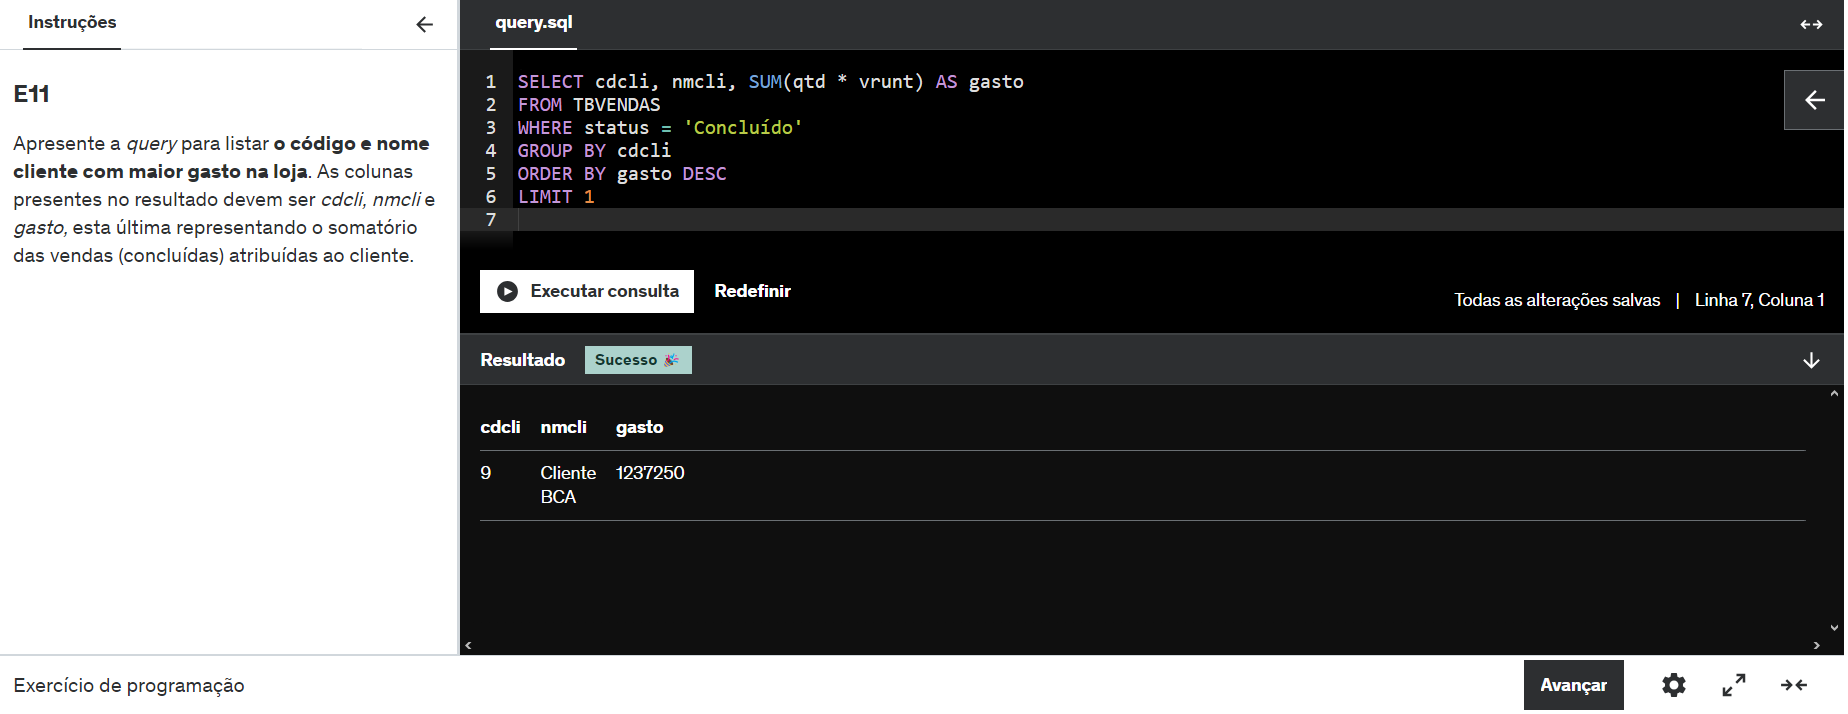 Instruções
E11
Apresente a query para listar o código e nome
cliente com maior gasto na loja. As colunas
presentes no resultado devem ser cdcli, nmcli e
gasto, esta última representando o somatório
das vendas (concluídas) atribuídas ao cliente.
query.sql
1 SELECT cdcli, nmcli, SUM(qtd * vrunt) AS gasto
2 FROM TBVENDAS
3 WHERE status = 'Concluído'
4 GROUP BY cdcli
5 ORDER BY gasto DESC
6 LIMIT 1
7
Executar consulta Redefinir
Todas as alterações salvas | Linha 7, Coluna 1
Resultado Sucesso 🎉
cdcli nmcli gasto
9 Cliente 1237250
BCA
Exercício de programação
Avançar